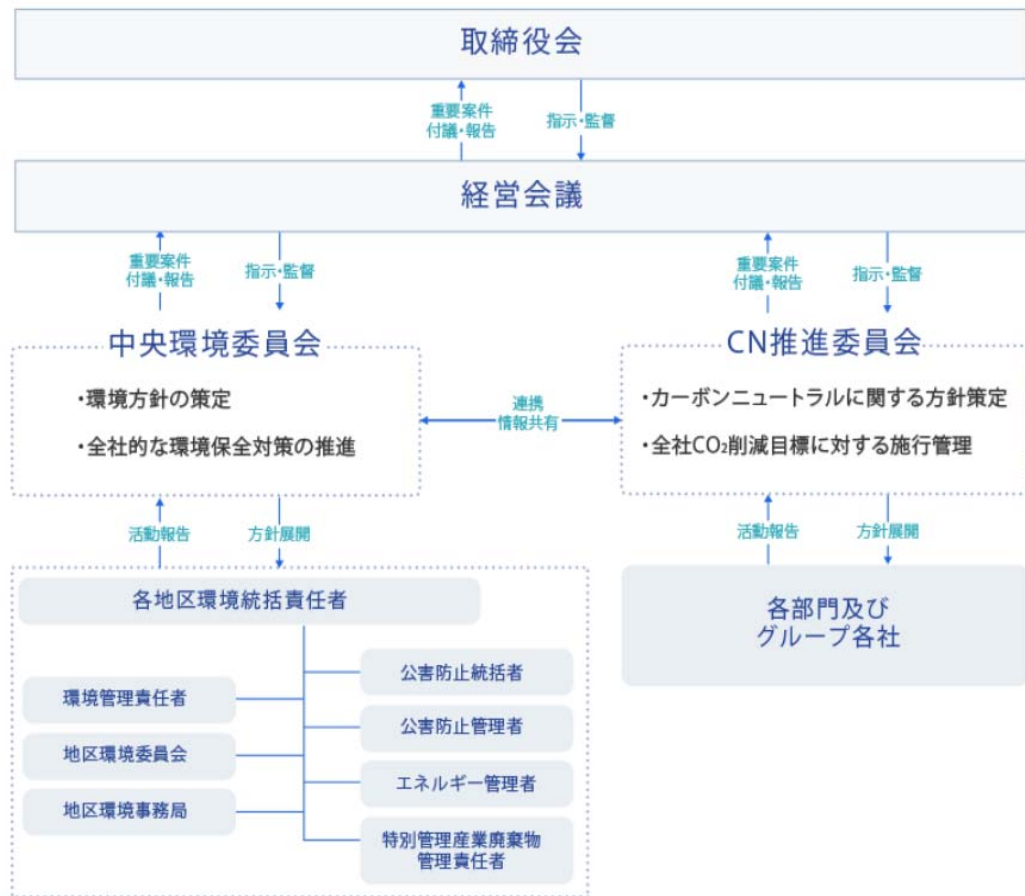 取締役会
重要案件
付議・報告
指示・監督
経営会議
重要案件
付議・報告
指示・監督
重要案件
付議・報告
指示・監督
中央環境委員会
・環境方針の策定
・全社的な環境保全対策の推進
連携
情報共有
CN推進委員会
・カーボンニュートラルに関する方針策定
・全社CO₂削減目標に対する施行管理
活動報告
方針展開
活動報告
方針展開
各地区環境統括責任者
環境管理責任者
地区環境委員会
地区環境事務局
公害防止統括者
公害防止管理者
エネルギー管理者
特別管理産業廃棄物
管理責任者
各部門及び
グループ各社